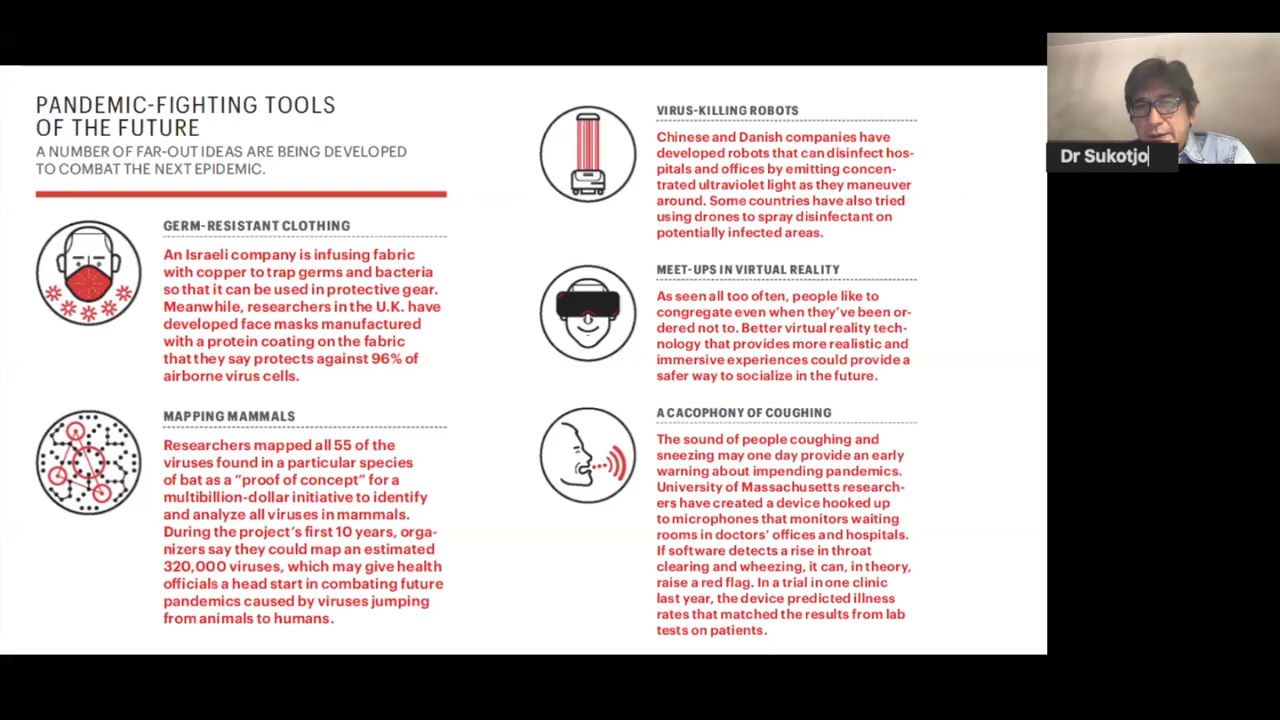 PANDEMIC-FIGHTING TOOLS
OF THE FUTURE
A NUMBER OF FAR-OUT IDEAS ARE BEING DEVELOPED
TO COMBAT THE NEXT EPIDEMIC.
GERM-RESISTANT CLOTHING
An Israeli company is infusing fabric
with copper to trap germs and bacteria
so that it can be used in protective gear.
Meanwhile, researchers in the U.K. have
developed face masks manufactured
with a protein coating on the fabric
that they say protects against 96% of
airborne virus cells.
MAPPING MAMMALS
Researchers mapped all 55 of the
viruses found in a particular species
of bat as a “proof of concept” for a
multibillion-dollar initiative to identify
and analyze all viruses in mammals.
During the project’s first 10 years, orga-
nizers say they could map an estimated
320,000 viruses, which may give health
officials a head start in combating future
pandemics caused by viruses jumping
from animals to humans.
VIRUS-KILLING ROBOTS
Chinese and Danish companies have
developed robots that can disinfect hos-
pitals and offices by emitting concen-
trated ultraviolet light as they maneuver
around. Some countries have also tried
using drones to spray disinfectant on
potentially infected areas.
MEET-UPS IN VIRTUAL REALITY
As seen all too often, people like to
congregate even when they’ve been or-
dered not to. Better virtual reality tech-
nology that provides more realistic and
immersive experiences could provide a
safer way to socialize in the future.
A CACOPHONY OF COUGHING
The sound of people coughing and
sneezing may one day provide an early
warning about impending pandemics.
University of Massachusetts research-
ers have created a device hooked up
to microphones that monitors waiting
rooms in doctors’ offices and hospitals.
If software detects a rise in throat
clearing and wheezing, it can, in theory,
raise a red flag. In a trial in one clinic
last year, the device predicted illness
rates that matched the results from lab
tests on patients.
Dr Sukotjo